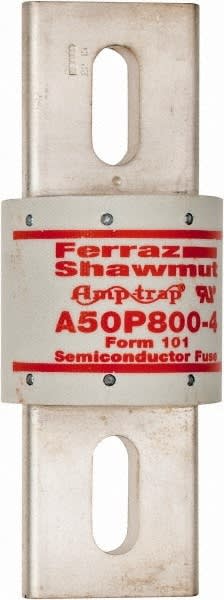 Ferraz
Shawmut
Amp-trap
A50P800-4
Form 101
Semiconductor Fuse